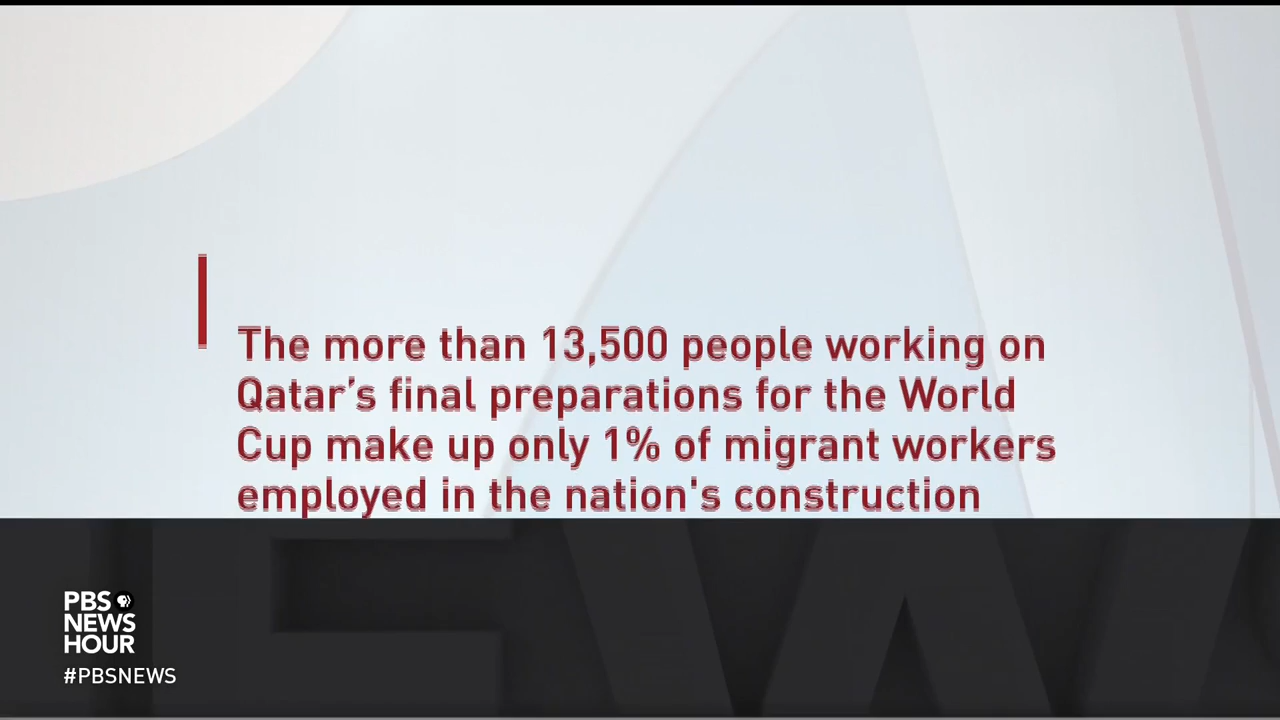 The more than 13,500 people working on
Qatar’s final preparations for the World
Cup make up only 1% of migrant workers
employed in the nation's construction
PBS
NEWS
HOUR
#PBSNEWS